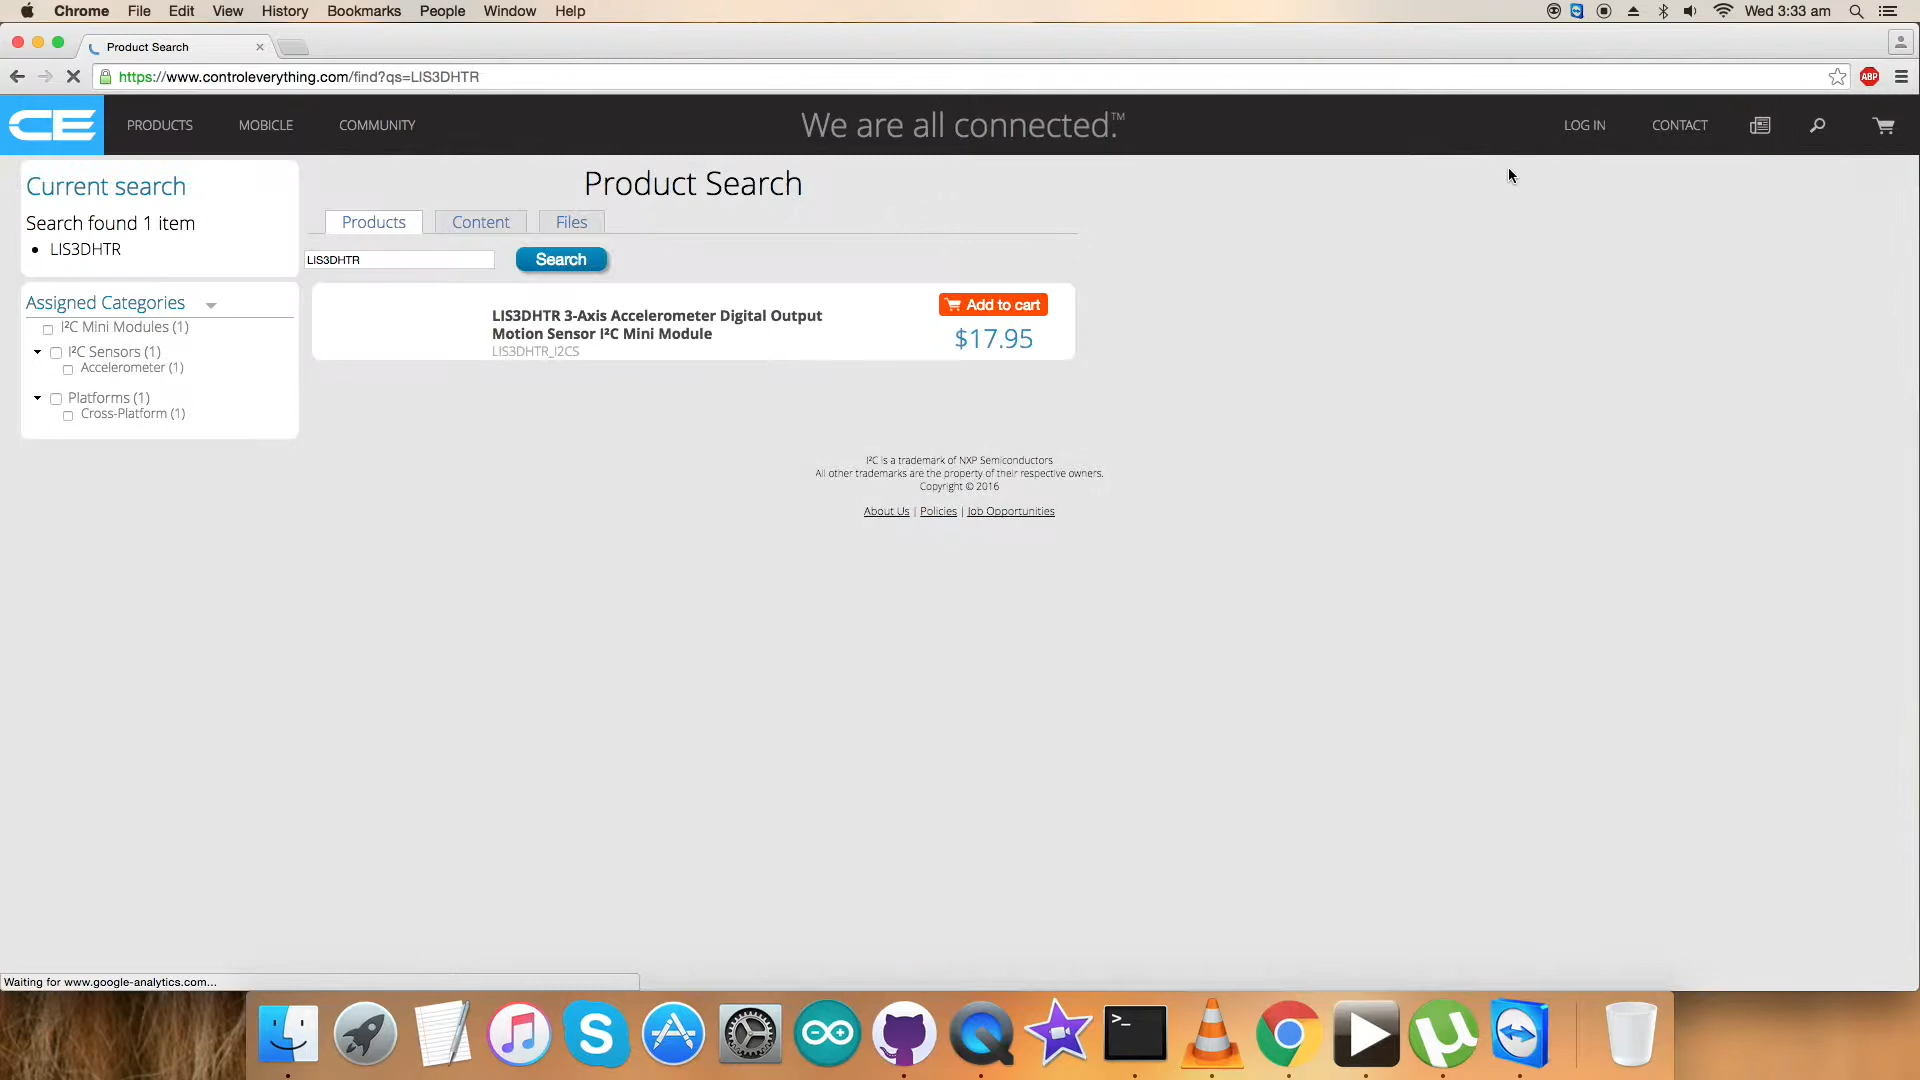 Chrome File Edit View History Bookmarks People Window Help Wed 3:33 am
Product Search
https://www.controleverything.com/find?qs=LIS3DHTR ABP
CE PRODUCTS MOBICLE COMMUNITY We are all connected.™ LOG IN CONTACT
Current search
Search found 1 item
LIS3DHTR
Assigned Categories
I²C Mini Modules (1)
I²C Sensors (1)
Accelerometer (1)
Platforms (1)
Cross-Platform (1)
Product Search
Products Content Files
LIS3DHTR Search
LIS3DHTR 3-Axis Accelerometer Digital Output
Motion Sensor I²C Mini Module
LIS3DHTR_I2CS
Add to cart
$17.95
I²C is a trademark of NXP Semiconductors
All other trademarks are the property of their respective owners.
Copyright © 2016
About Us | Policies | Job Opportunities
Waiting for www.google-analytics.com...